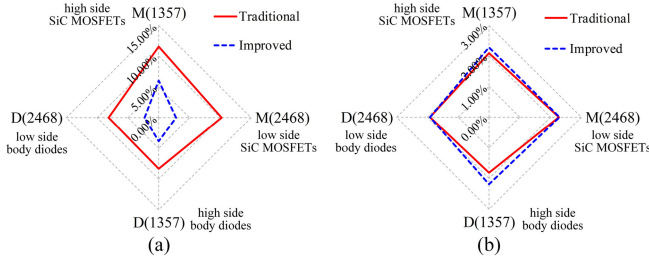 high side
SiC MOSFETs
M(1357)
Traditional
Improved
15.00%
10.00%
5.00%
0.00%
D(2468)
low side
body diodes
M(2468)
low side
SiC MOSFETs
D(1357)
high side
body diodes
(a)
high side
SiC MOSFETs
M(1357)
Traditional
Improved
3.00%
2.00%
1.00%
0.00%
D(2468)
low side
body diodes
M(2468)
low side
SiC MOSFETs
D(1357)
high side
body diodes
(b)